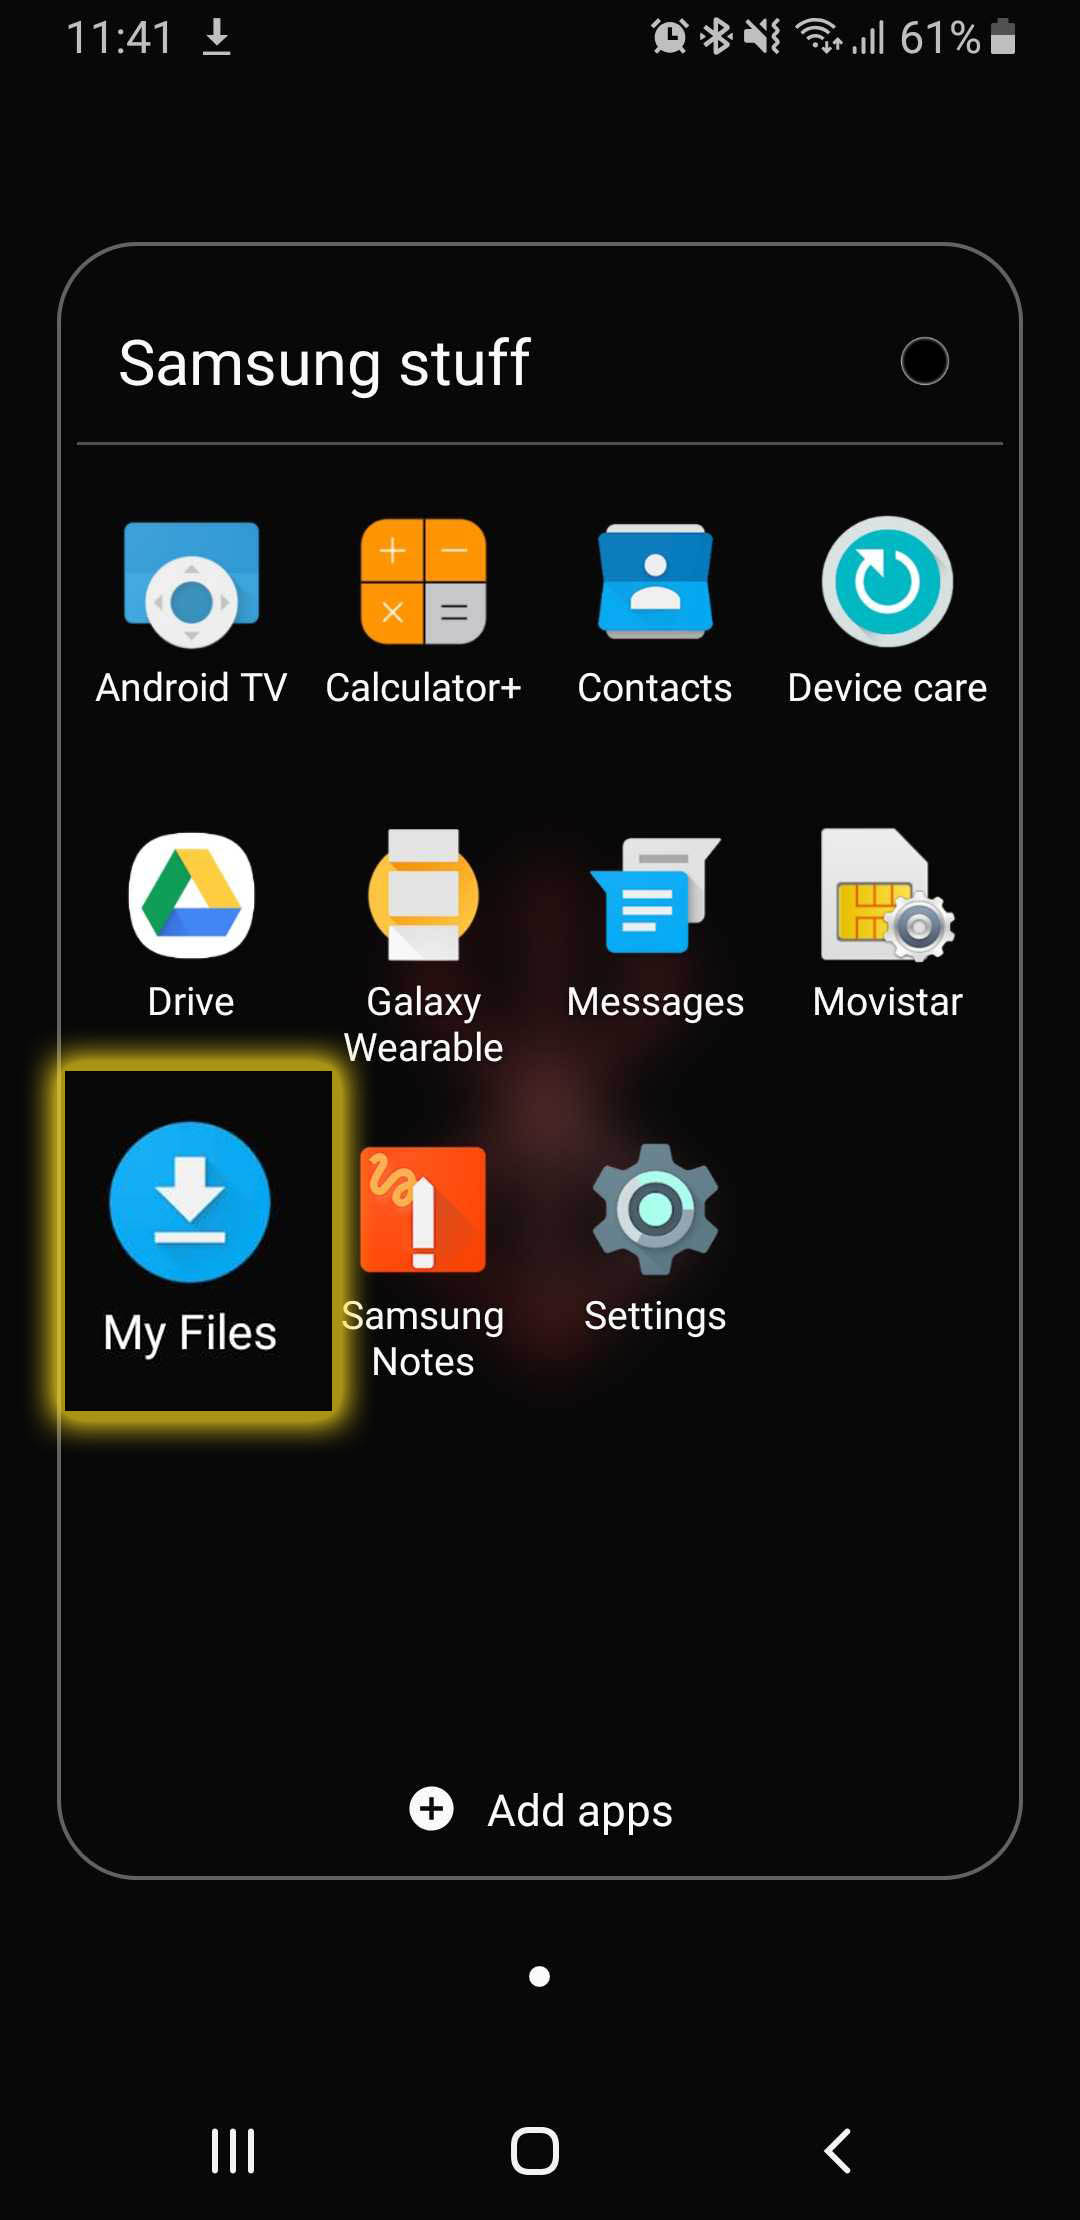 11:41 61%
Samsung stuff
Android TV Calculator+ Contacts Device care
Drive Galaxy Messages Movistar
Wearable
My Files Samsung Settings
Notes
Add apps